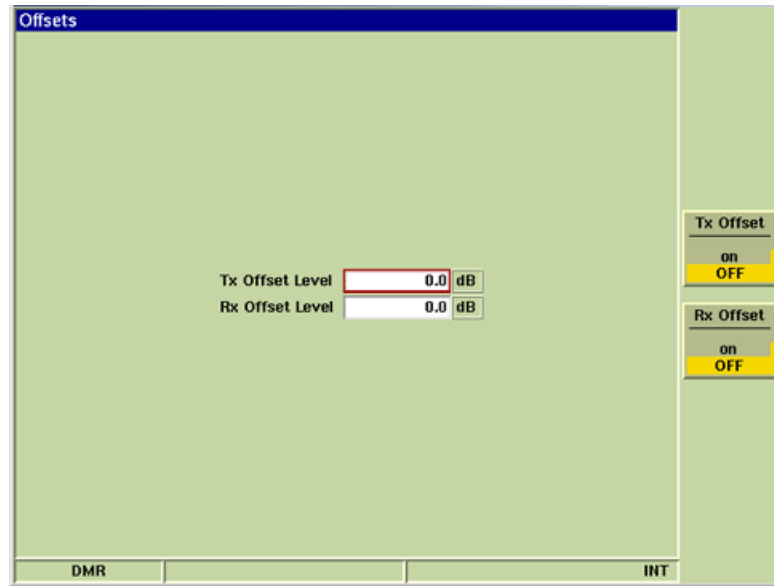 Offsets
Tx Offset
on
OFF
Tx Offset Level 0.0 dB
Rx Offset Level 0.0 dB
Rx Offset
on
OFF
DMR INT